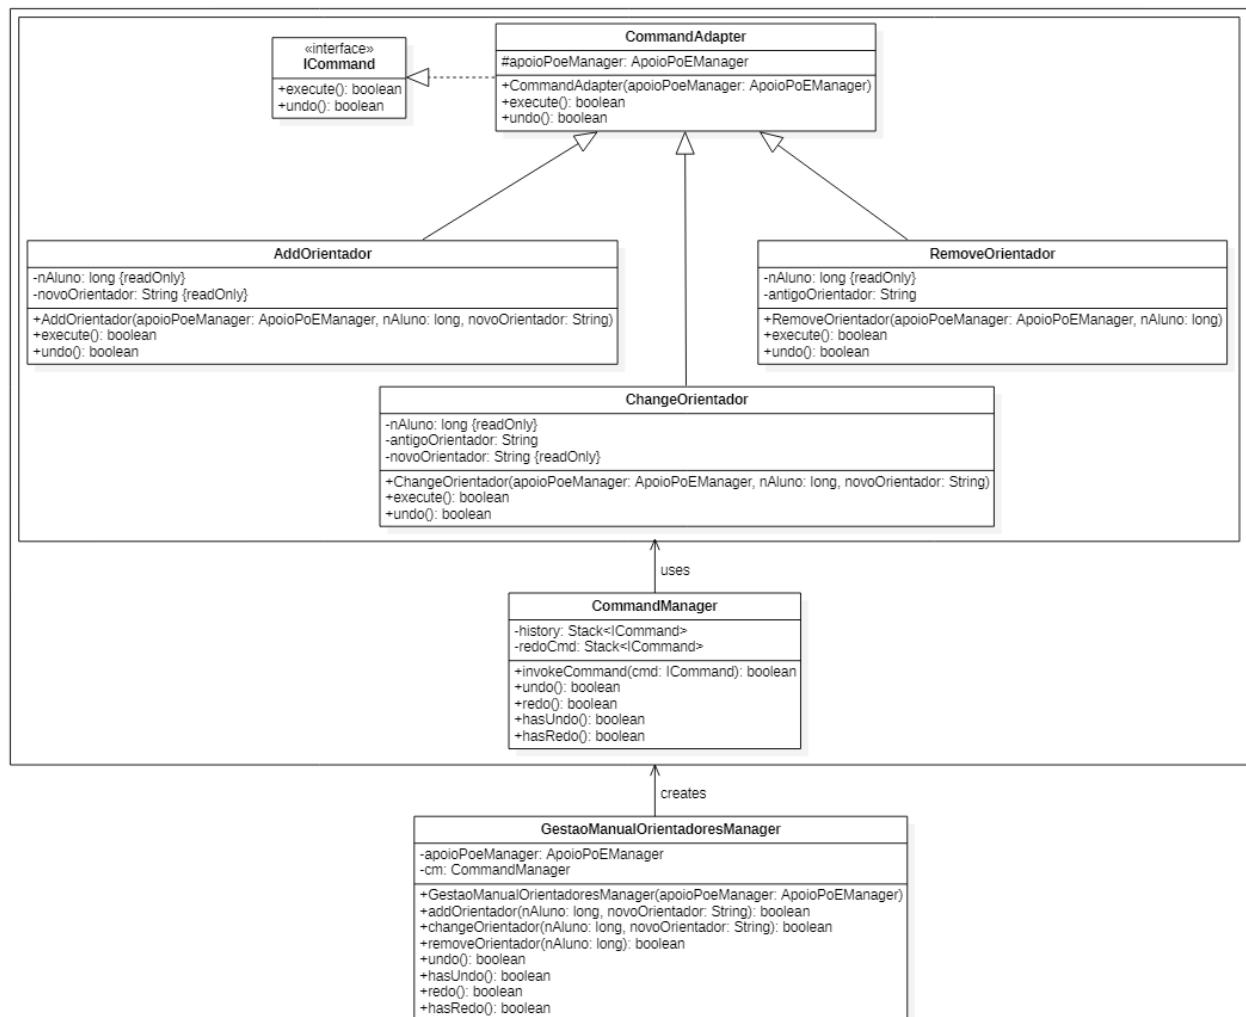 «interface»
ICommand
+execute(): boolean
+undo(): boolean
CommandAdapter
#apoioPoeManager: ApoioPoEManager
+CommandAdapter(apoioPoeManager: ApoioPoEManager)
+execute(): boolean
+undo(): boolean
AddOrientador
-nAluno: long {readOnly}
-novoOrientador: String {readOnly}
+AddOrientador(apoioPoeManager: ApoioPoEManager, nAluno: long, novoOrientador: String)
+execute(): boolean
+undo(): boolean
RemoveOrientador
-nAluno: long {readOnly}
-antigoOrientador: String
+RemoveOrientador(apoioPoeManager: ApoioPoEManager, nAluno: long)
+execute(): boolean
+undo(): boolean
ChangeOrientador
-nAluno: long {readOnly}
-antigoOrientador: String
-novoOrientador: String {readOnly}
+ChangeOrientador(apoioPoeManager: ApoioPoEManager, nAluno: long, novoOrientador: String)
+execute(): boolean
+undo(): boolean
uses
CommandManager
-history: Stack<ICommand>
-redoCmd: Stack<ICommand>
+invokeCommand(cmd: ICommand): boolean
+undo(): boolean
+redo(): boolean
+hasUndo(): boolean
+hasRedo(): boolean
creates
GestaoManualOrientadoresManager
-apoioPoeManager: ApoioPoEManager
-cm: CommandManager
+GestaoManualOrientadoresManager(apoioPoeManager: ApoioPoEManager)
+addOrientador(nAluno: long, novoOrientador: String): boolean
+changeOrientador(nAluno: long, novoOrientador: String): boolean
+removeOrientador(nAluno: long): boolean
+undo(): boolean
+hasUndo(): boolean
+redo(): boolean
+hasRedo(): boolean